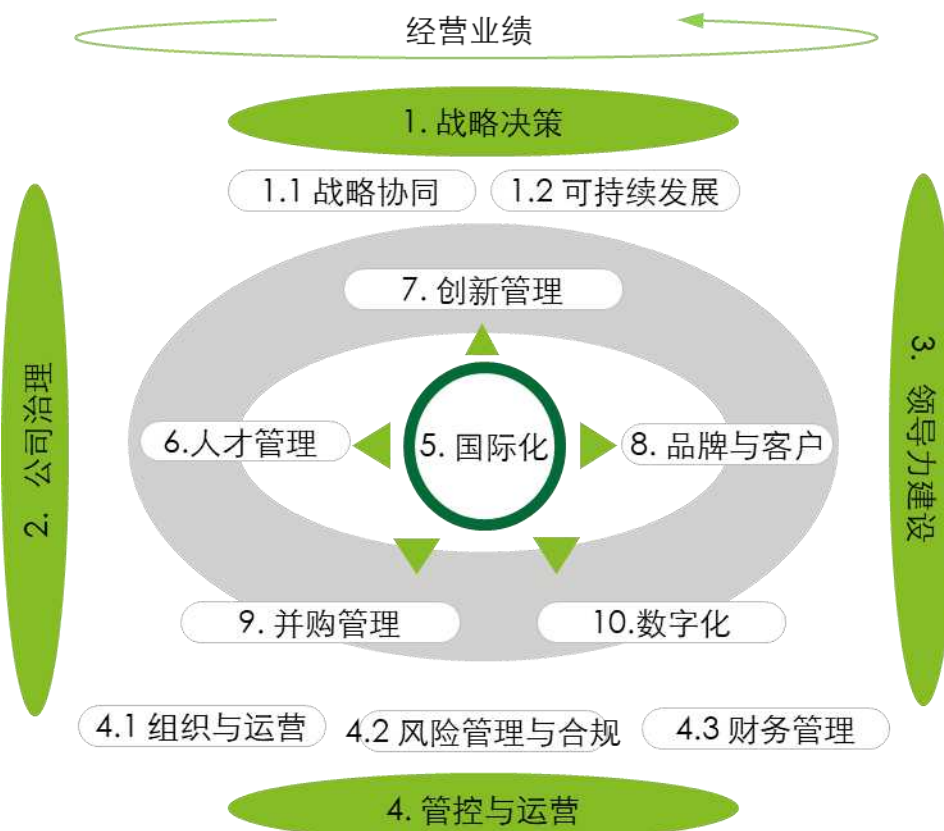 经营业绩
1. 战略决策
1.1 战略协同
1.2 可持续发展
7. 创新管理
2. 公司治理
3. 领导力建设
6.人才管理
5. 国际化
8. 品牌与客户
9. 并购管理
10.数字化
4.1 组织与运营
4.2 风险管理与合规
4.3 财务管理
4. 管控与运营